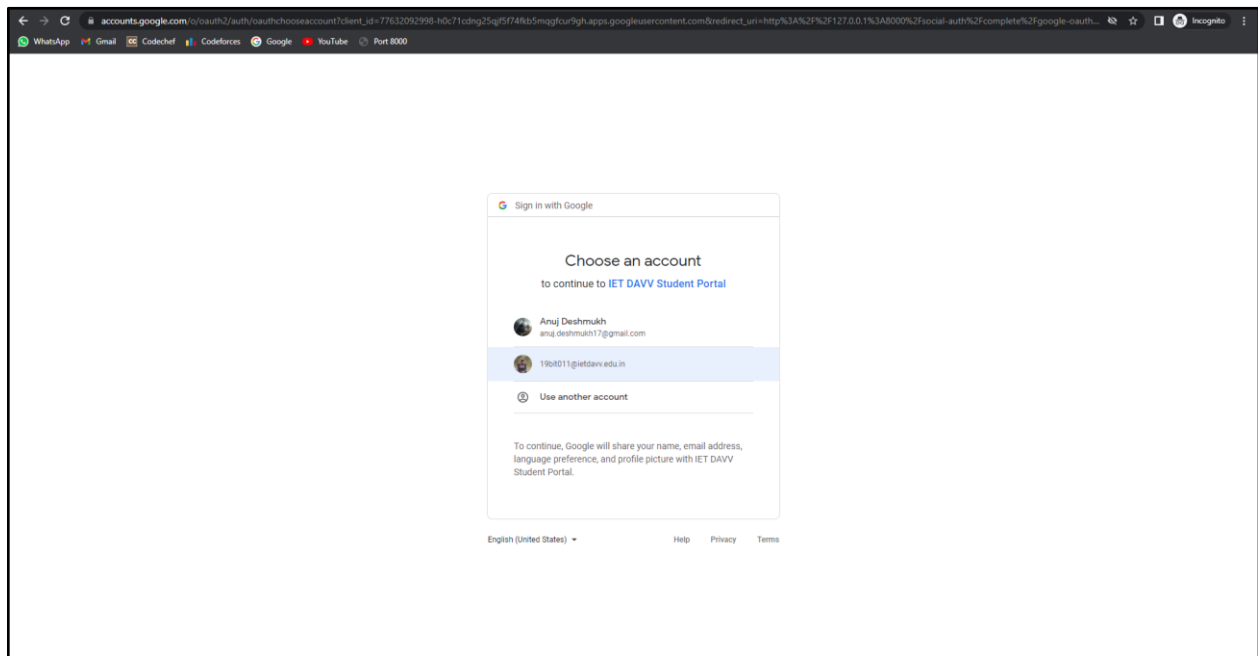 accounts.google.com/o/oauth2/auth/oauthchooseaccount?client_id=77632092998-h0c71cdng25qjf5f74fkb5mqgfcur9gh.apps.googleusercontent.com&redirect_uri=http%3A%2F%2F127.0.0.1%3A8000%2Fsocial-auth%2Fcomplete%2Fgoogle-oauth... Incognito
WhatsApp Gmail CC Codechef Codeforces Google YouTube Port 8000
Sign in with Google
Choose an account
to continue to IET DAVV Student Portal
Anuj Deshmukh
anuj.deshmukh17@gmail.com
19bit011@ietdavv.edu.in
Use another account
To continue, Google will share your name, email address,
language preference, and profile picture with IET DAVV
Student Portal.
English (United States) Help Privacy Terms